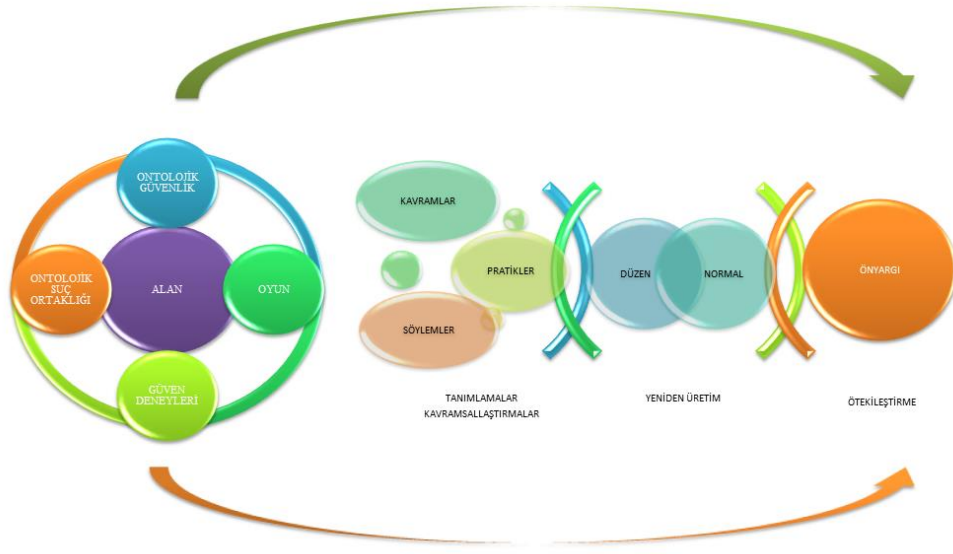 ONTOLOJİK
GÜVENLİK
ONTOLOJİK
SUÇ
ORTAKLIĞI
ALAN
OYUN
GÜVEN
DENEYLERİ
KAVRAMLAR
PRATİKLER
SÖYLEMLER
DÜZEN
NORMAL
ÖNYARGI
TANIMLAMALAR
KAVRAMSALLAŞTIRMALAR
YENİDEN ÜRETİM
ÖTEKİLEŞTİRME